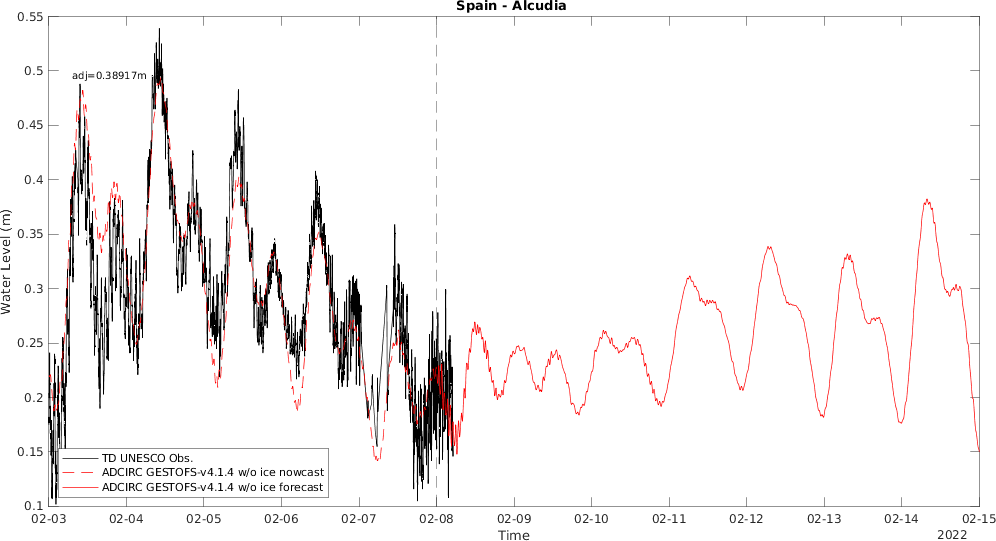 Spain - Alcudia
0.55
0.5
0.45
0.4
0.35
0.3
0.25
0.2
0.15
0.1
Water Level (m)
adj=0.38917m
TD UNESCO Obs.
ADCIRC GESTOFS-v4.1.4 w/o ice nowcast
ADCIRC GESTOFS-v4.1.4 w/o ice forecast
02-03 02-04 02-05 02-06 02-07 02-08 02-09 02-10 02-11 02-12 02-13 02-14 02-15
Time
2022